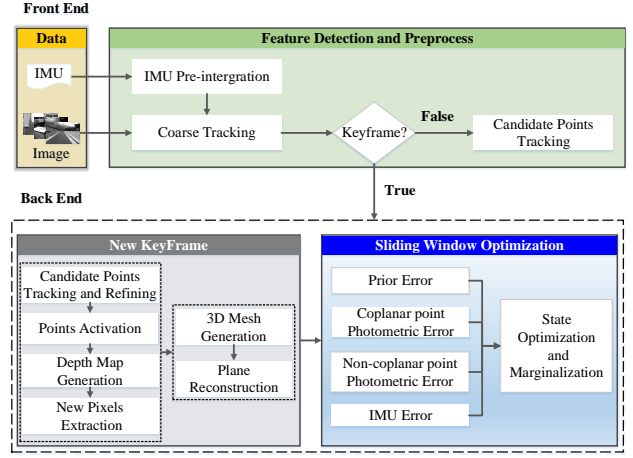 Front End
Data
Feature Detection and Preprocess
IMU
IMU Pre-intergration
Coarse Tracking
Keyframe?
False
Candidate Points
Tracking
Image
True
Back End
New KeyFrame
Sliding Window Optimization
Candidate Points
Tracking and Refining
Points Activation
Depth Map
Generation
New Pixels
Extraction
3D Mesh
Generation
Plane
Reconstruction
Prior Error
Coplanar point
Photometric Error
Non-coplanar point
Photometric Error
IMU Error
State
Optimization
and
Marginalization